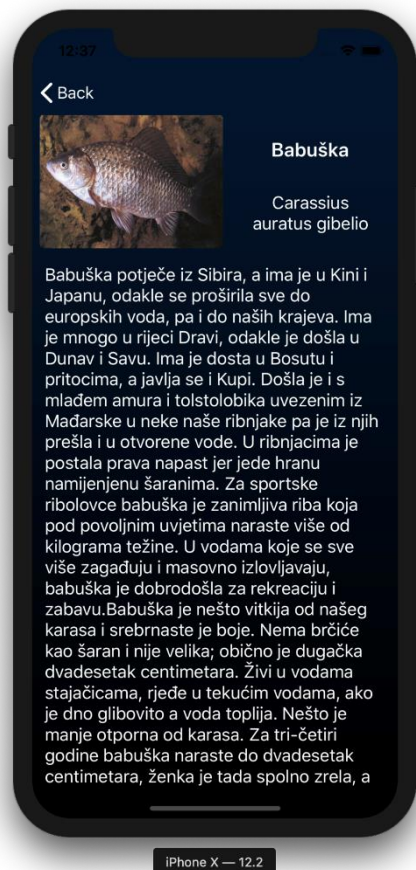 12:37
Back
Babuška
Carassius
auratus gibelio
Babuška potječe iz Sibira, a ima je u Kini i
Japanu, odakle se proširila sve do
europskih voda, pa i do naših krajeva. Ima
je mnogo u rijeci Dravi, odakle je došla u
Dunav i Savu. Ima je dosta u Bosutu i
pritocima, a javlja se i Kupi. Došla je i s
mlađem amura i tolstolobika uvezenim iz
Mađarske u neke naše ribnjake pa je iz njih
prešla i u otvorene vode. U ribnjacima je
postala prava napast jer jede hranu
namijenjenu šaranima. Za sportske
ribolovce babuška je zanimljiva riba koja
pod povoljnim uvjetima naraste više od
kilograma težine. U vodama koje se sve
više zagađuju i masovno izlovljavaju,
babuška je dobrodošla za rekreaciju i
zabavu.Babuška je nešto vitkija od našeg
karasa i srebrnaste je boje. Nema brčiće
kao šaran i nije velika; obično je dugačka
dvadesetak centimetara. Živi u vodama
stajačicama, rjeđe u tekućim vodama, ako
je dno glibovito a voda toplija. Nešto je
manje otporna od karasa. Za tri-četiri
godine babuška naraste do dvadesetak
centimetara, ženka je tada spolno zrela, a
iPhone X — 12.2